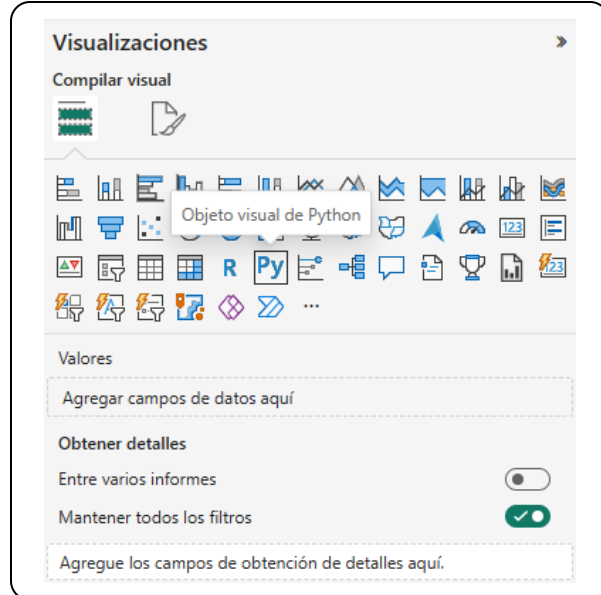 Visualizaciones
Compilar visual
Objeto visual de Python
123
R
Py
123
Valores
Agregar campos de datos aquí
Obtener detalles
Entre varios informes
Mantener todos los filtros
Agregue los campos de obtención de detalles aquí.